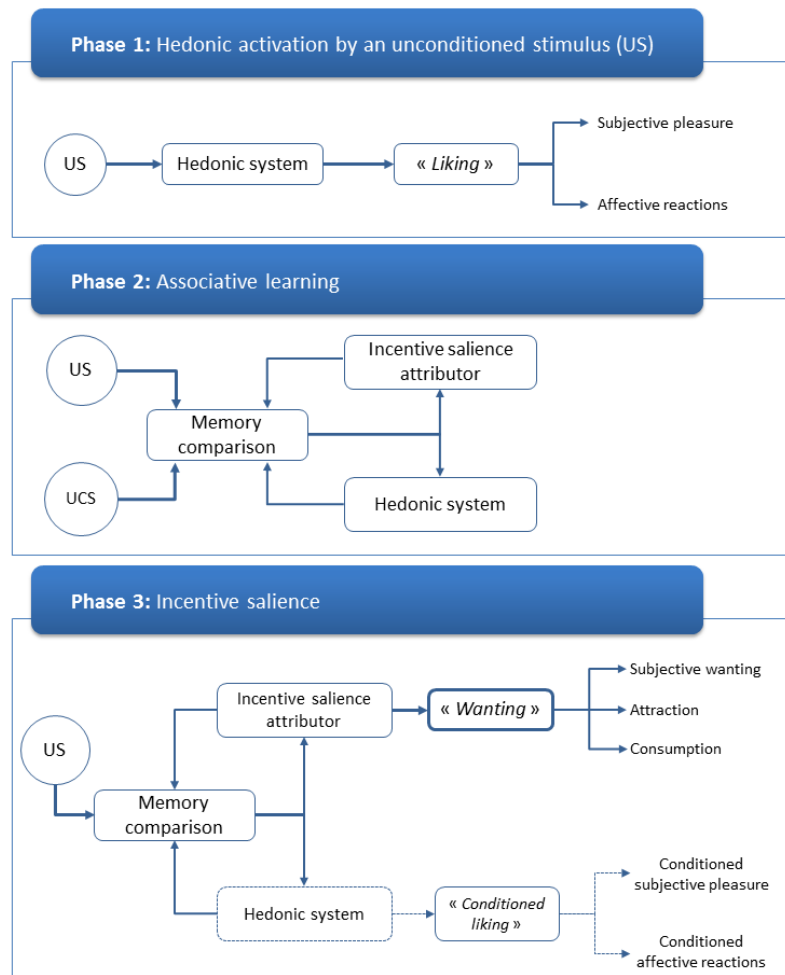 Phase 1: Hedonic activation by an unconditioned stimulus (US)
Subjective pleasure
US
Hedonic system
« Liking »
Affective reactions
Phase 2: Associative learning
US
Incentive salience
attributor
Memory
comparison
UCS
Hedonic system
Phase 3: Incentive salience
Subjective wanting
Incentive salience
attributor
« Wanting »
Attraction
US
Consumption
Memory
comparison
Conditioned
subjective pleasure
Hedonic system
« Conditioned
liking »
Conditioned
affective reactions